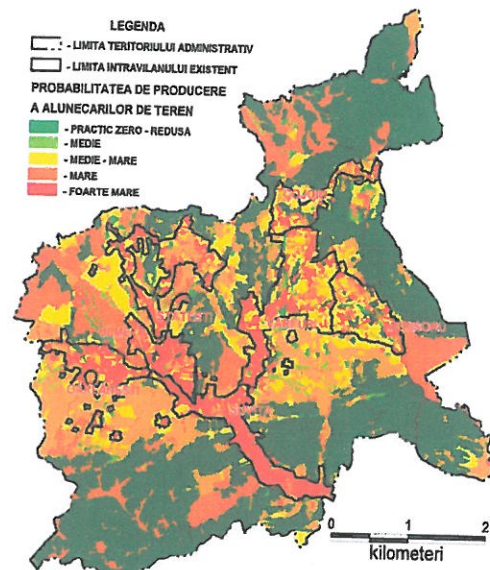 LEGENDA
- LIMITA TERITORIULUI ADMINISTRATIV
- LIMITA INTRAVILANULUI EXISTENT
PROBABILITATEA DE PRODUCERE
A ALUNECARILOR DE TEREN
- PRACTIC ZERO - REDUSA
- MEDIE
- MEDIE - MARE
- MARE
- FOARTE MARE
0 1 2
kilometeri